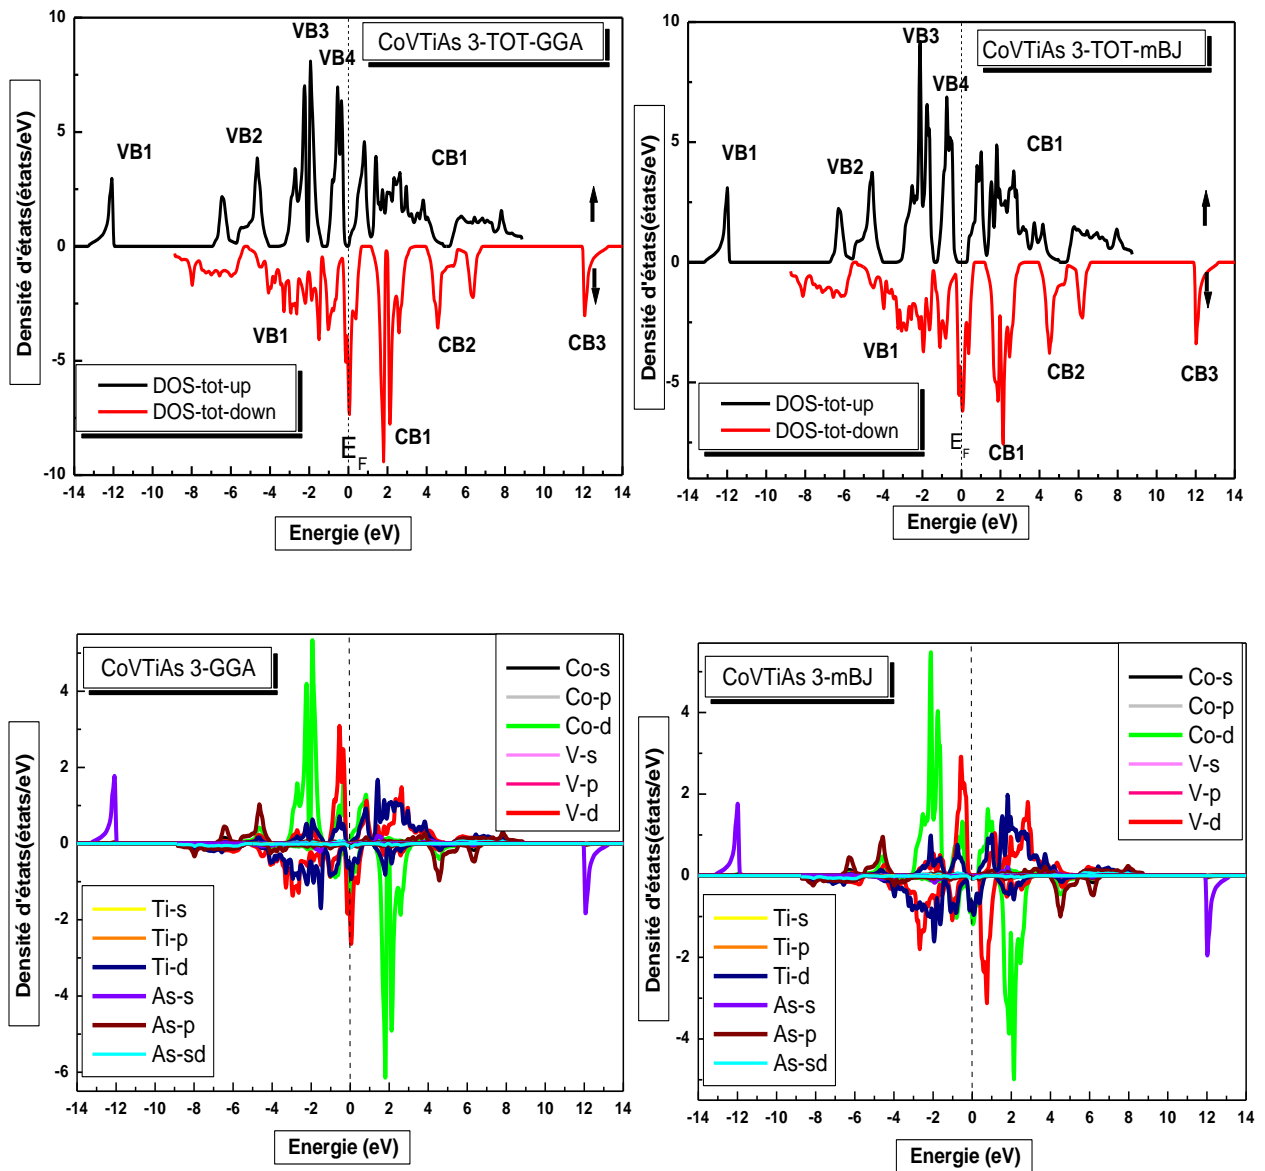 CoVTiAs 3-TOT-GGA
VB3
VB4
VB1
VB2
CB1
VB1
CB2
CB3
CB1
DOS-tot-up
DOS-tot-down
E_F
10
5
0
-5
-10
-14 -12 -10 -8 -6 -4 -2 0 2 4 6 8 10 12 14
Densité d'états(états/eV)
Energie (eV)
CoVTiAs 3-TOT-mBJ
VB3
VB4
VB1
VB2
CB1
VB1
CB2
CB3
CB1
DOS-tot-up
DOS-tot-down
E_F
10
5
0
-5
-14 -12 -10 -8 -6 -4 -2 0 2 4 6 8 10 12 14
Densité d'états(états/eV)
Energie (eV)
CoVTiAs 3-GGA
Co-s
Co-p
Co-d
V-s
V-p
V-d
Ti-s
Ti-p
Ti-d
As-s
As-p
As-sd
4
2
0
-2
-4
-6
-14 -12 -10 -8 -6 -4 -2 0 2 4 6 8 10 12 14
Densité d'états(états/eV)
Energie (eV)
CoVTiAs 3-mBJ
Co-s
Co-p
Co-d
V-s
V-p
V-d
Ti-s
Ti-p
Ti-d
As-s
As-p
As-sd
4
2
0
-2
-4
-14 -12 -10 -8 -6 -4 -2 0 2 4 6 8 10 12 14
Densité d'états(états/eV)
Energie (eV)